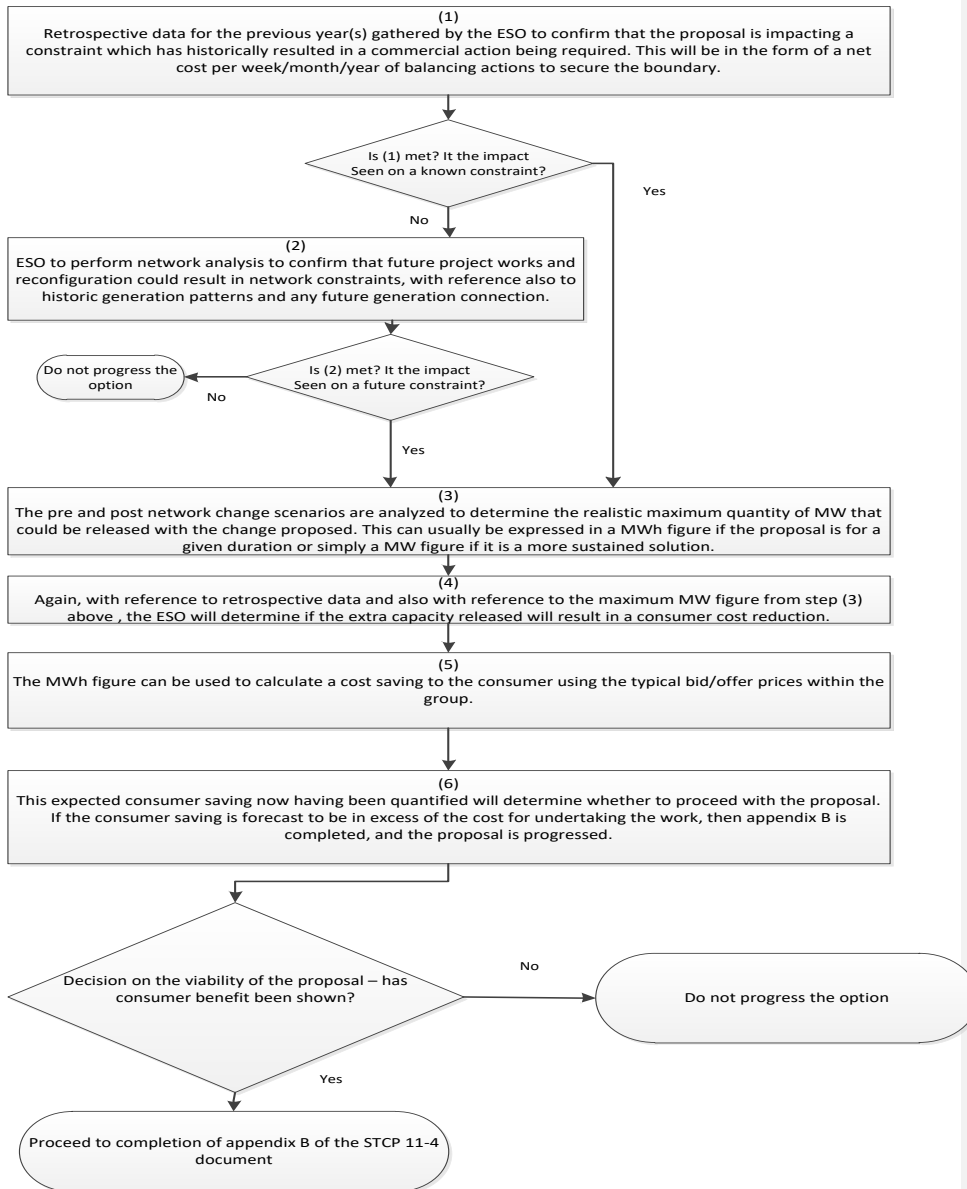 (1)
Retrospective data for the previous year(s) gathered by the ESO to confirm that the proposal is impacting a
constraint which has historically resulted in a commercial action being required. This will be in the form of a net
cost per week/month/year of balancing actions to secure the boundary.
Is (1) met? It the impact
Seen on a known constraint?
Yes
No
(2)
ESO to perform network analysis to confirm that future project works and
reconfiguration could result in network constraints, with reference also to
historic generation patterns and any future generation connection.
Do not progress the
option
Is (2) met? It the impact
Seen on a future constraint?
No
Yes
(3)
The pre and post network change scenarios are analyzed to determine the realistic maximum quantity of MW that
could be released with the change proposed. This can usually be expressed in a MWh figure if the proposal is for a
given duration or simply a MW figure if it is a more sustained solution.
(4)
Again, with reference to retrospective data and also with reference to the maximum MW figure from step (3)
above , the ESO will determine if the extra capacity released will result in a consumer cost reduction.
(5)
The MWh figure can be used to calculate a cost saving to the consumer using the typical bid/offer prices within the
group.
(6)
This expected consumer saving now having been quantified will determine whether to proceed with the proposal.
If the consumer saving is forecast to be in excess of the cost for undertaking the work, then appendix B is
completed, and the proposal is progressed.
Decision on the viability of the proposal – has
consumer benefit been shown?
No
Do not progress the option
Yes
Proceed to completion of appendix B of the STCP 11-4
document